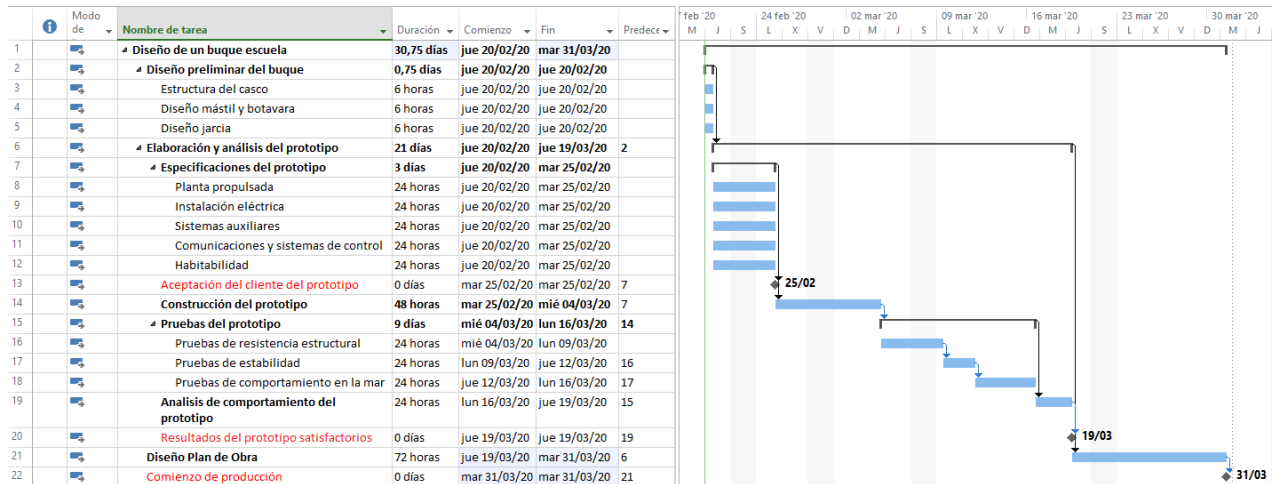 Modo de
Nombre de tarea Duración Comienzo Fin Predece
feb '20 24 feb '20 02 mar '20 09 mar '20 16 mar '20 23 mar '20 30 mar '20
M J S L X V D M J S L X V D M J S L X V D M J
1 Diseño de un buque escuela 30,75 días jue 20/02/20 mar 31/03/20
2 Diseño preliminar del buque 0,75 días jue 20/02/20 jue 20/02/20
3 Estructura del casco 6 horas jue 20/02/20 jue 20/02/20
4 Diseño mástil y botavara 6 horas jue 20/02/20 jue 20/02/20
5 Diseño jarcia 6 horas jue 20/02/20 jue 20/02/20
6 Elaboración y análisis del prototipo 21 días jue 20/02/20 jue 19/03/20 2
7 Especificaciones del prototipo 3 días jue 20/02/20 mar 25/02/20
8 Planta propulsada 24 horas jue 20/02/20 mar 25/02/20
9 Instalación eléctrica 24 horas jue 20/02/20 mar 25/02/20
10 Sistemas auxiliares 24 horas jue 20/02/20 mar 25/02/20
11 Comunicaciones y sistemas de control 24 horas jue 20/02/20 mar 25/02/20
12 Habitabilidad 24 horas jue 20/02/20 mar 25/02/20
13 Aceptación del cliente del prototipo 0 días mar 25/02/20 mar 25/02/20 7 25/02
14 Construcción del prototipo 48 horas mar 25/02/20 mié 04/03/20 7
15 Pruebas del prototipo 9 días mié 04/03/20 lun 16/03/20 14
16 Pruebas de resistencia estructural 24 horas mié 04/03/20 lun 09/03/20
17 Pruebas de estabilidad 24 horas lun 09/03/20 jue 12/03/20 16
18 Pruebas de comportamiento en la mar 24 horas jue 12/03/20 lun 16/03/20 17
19 Analisis de comportamiento del 24 horas lun 16/03/20 jue 19/03/20 15
prototipo
20 Resultados del prototipo satisfactorios 0 días jue 19/03/20 jue 19/03/20 19 19/03
21 Diseño Plan de Obra 72 horas jue 19/03/20 mar 31/03/20 6
22 Comienzo de producción 0 días mar 31/03/20 mar 31/03/20 21 31/03